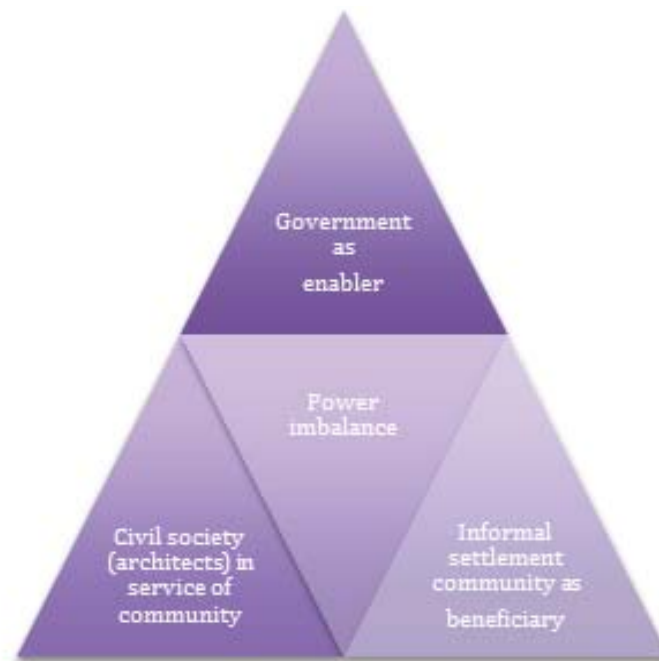 Government
as
enabler
Power
imbalance
Civil society
(architects) in
service of
community
Informal
settlement
community as
beneficiary